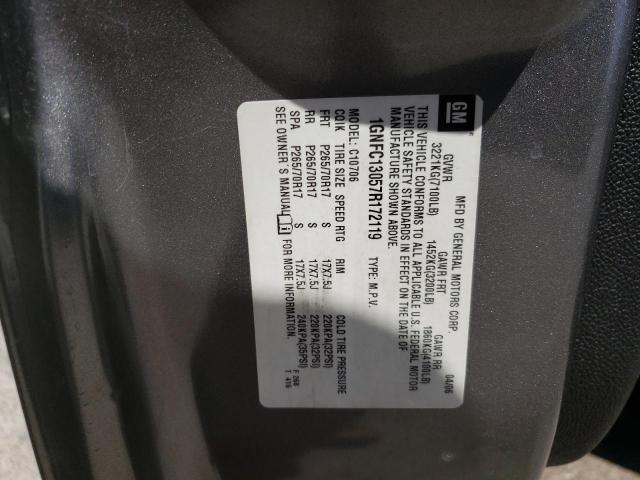 GM
MFD BY GENERAL MOTORS CORP. 04/06
GVWR GAWR FRT GAWR RR
3221KG(7100LB) 1452KG(3200LB) 1860KG(4100LB)
THIS VEHICLE CONFORMS TO ALL APPLICABLE U.S. FEDERAL MOTOR
VEHICLE SAFETY STANDARDS IN EFFECT ON THE DATE OF
MANUFACTURE SHOWN ABOVE.
1GNFC13057R172119 TYPE: M.P.V.
MODEL: C10706
COIK TIRE SIZE SPEED RTG RIM COLD TIRE PRESSURE
FRT P265/70R17 S 17X7.5J 220KPA(32PSI)
RR P265/70R17 S 17X7.5J 220KPA(32PSI)
SPA P265/70R17 S 17X7.5J 240KPA(35PSI)
SEE OWNER'S MANUAL FOR MORE INFORMATION.
F 268
T 416